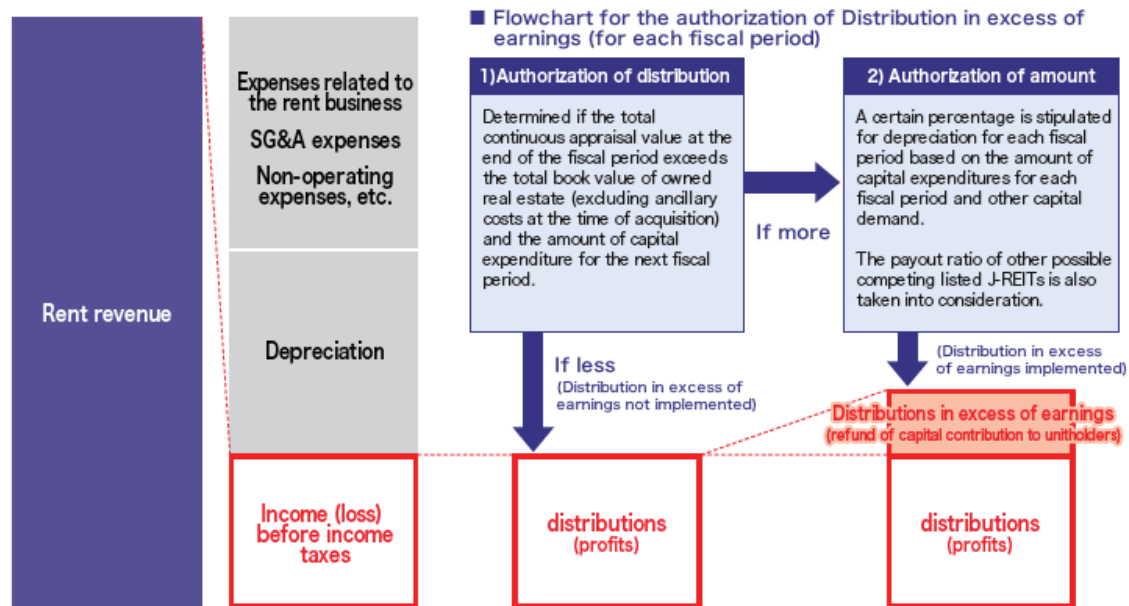 ■ Flowchart for the authorization of Distribution in excess of
earnings (for each fiscal period)
Rent revenue
Expenses related to
the rent business
SG&A expenses
Non-operating
expenses, etc.
Depreciation
Income (loss)
before income
taxes
1)Authorization of distribution
Determined if the total
continuous appraisal value at the
end of the fiscal period exceeds
the total book value of owned
real estate (excluding ancillary
costs at the time of acquisition)
and the amount of capital
expenditure for the next fiscal
period.
If more
2) Authorization of amount
A certain percentage is stipulated
for depreciation for each fiscal
period based on the amount of
capital expenditures for each
fiscal period and other capital
demand.
The payout ratio of other possible
competing listed J-REITs is also
taken into consideration.
If less
(Distribution in excess of
earnings not implemented)
(Distribution in excess
of earnings implemented)
Distributions in excess of earnings
(refund of capital contribution to unitholders)
distributions
(profits)
distributions
(profits)